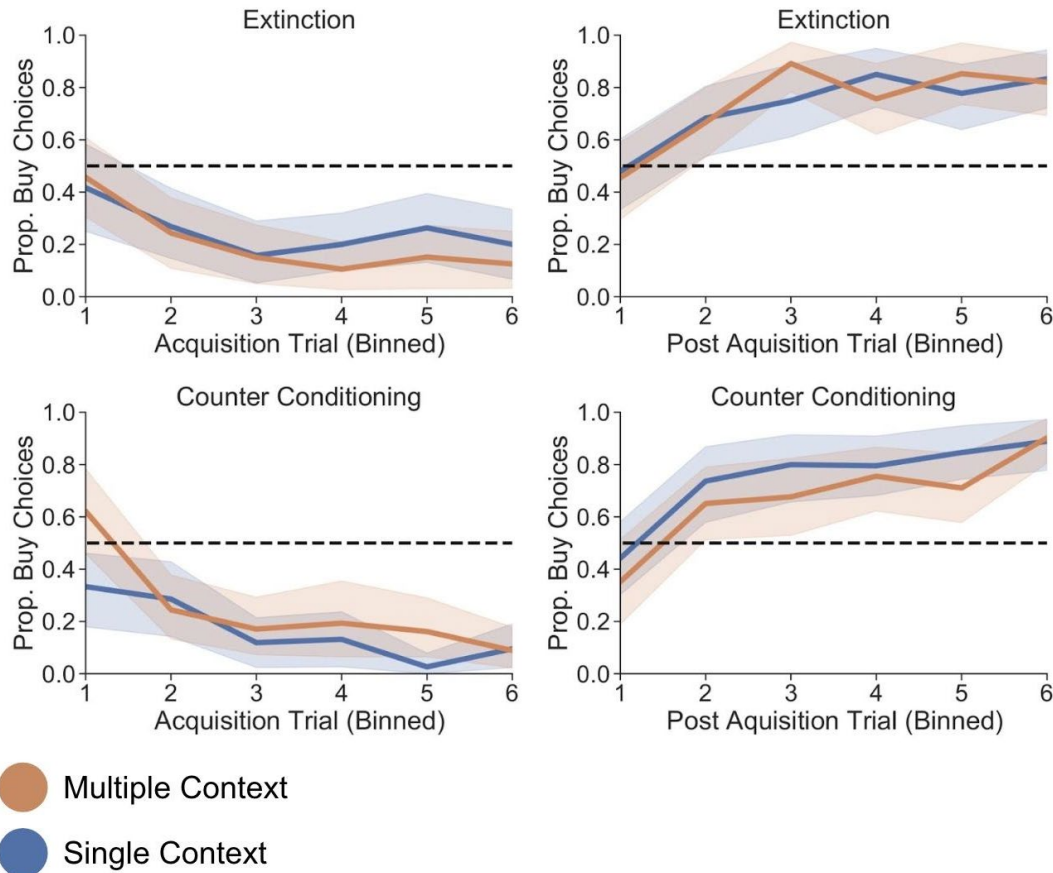 Extinction
Prop. Buy Choices
1.0
0.8
0.6
0.4
0.2
0.0
1 2 3 4 5 6
Acquisition Trial (Binned)
Extinction
Prop. Buy Choices
1.0
0.8
0.6
0.4
0.2
0.0
1 2 3 4 5 6
Post Aquisition Trial (Binned)
Counter Conditioning
Prop. Buy Choices
1.0
0.8
0.6
0.4
0.2
0.0
1 2 3 4 5 6
Acquisition Trial (Binned)
Counter Conditioning
Prop. Buy Choices
1.0
0.8
0.6
0.4
0.2
0.0
1 2 3 4 5 6
Post Aquisition Trial (Binned)
Multiple Context
Single Context